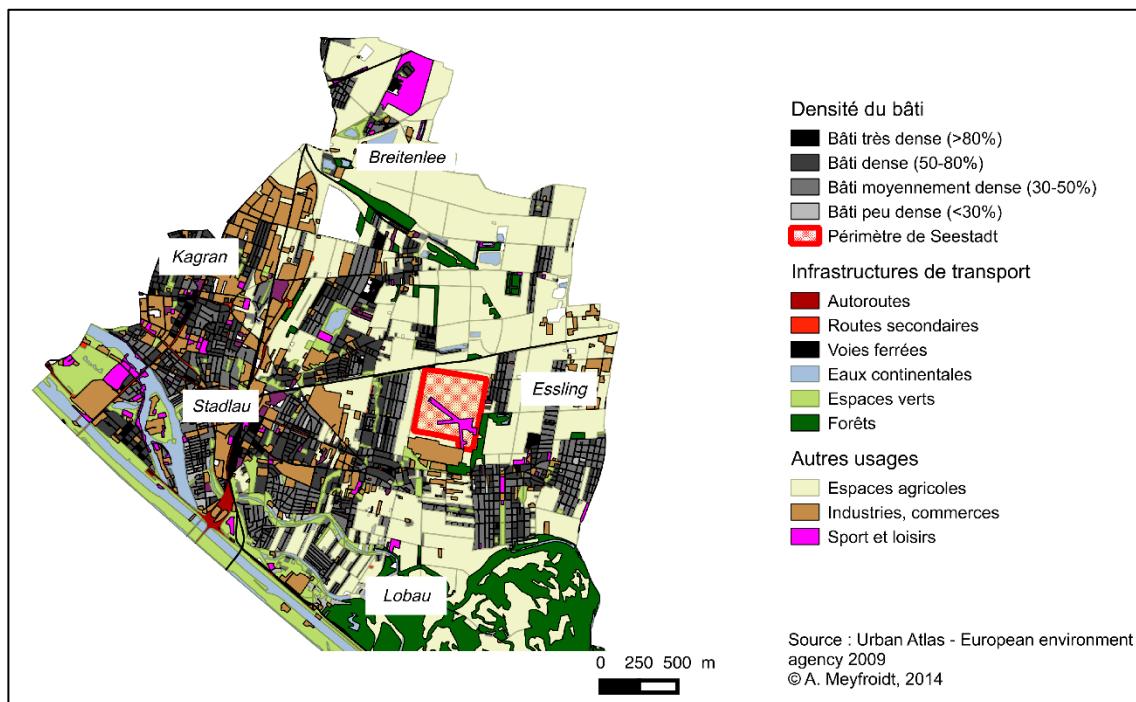 Breitenlee
Kagran
Stadlau
Essling
Lobau
0 250 500 m
Densité du bâti
Bâti très dense (>80%)
Bâti dense (50-80%)
Bâti moyennement dense (30-50%)
Bâti peu dense (<30%)
Périmètre de Seestadt
Infrastructures de transport
Autoroutes
Routes secondaires
Voies ferrées
Eaux continentales
Espaces verts
Forêts
Autres usages
Espaces agricoles
Industries, commerces
Sport et loisirs
Source : Urban Atlas - European environment
agency 2009
© A. Meyfroidt, 2014